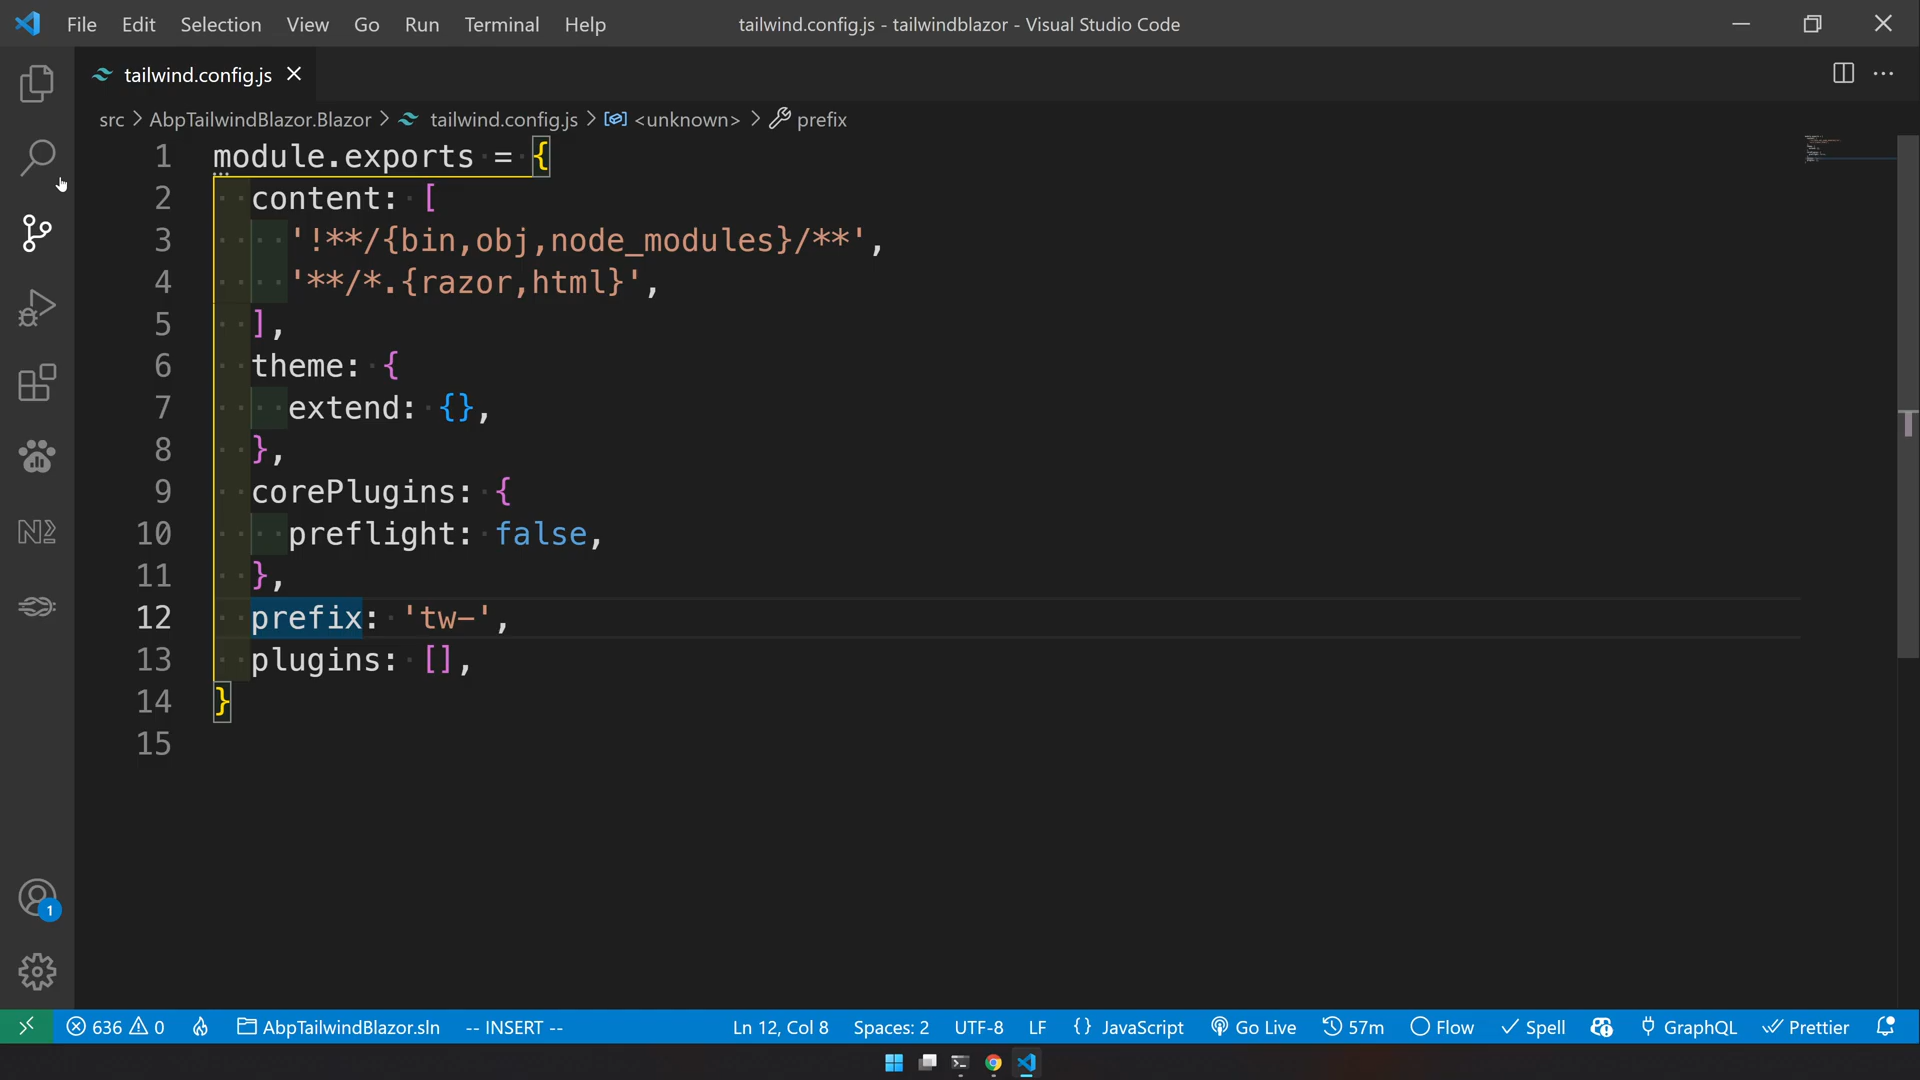 File Edit Selection View Go Run Terminal Help tailwind.config.js - tailwindblazor - Visual Studio Code
tailwind.config.js
src > AbpTailwindBlazor.Blazor > tailwind.config.js > <unknown> > prefix
1 module.exports = {
2 content: [
3 '!**/{bin,obj,node_modules}/**',
4 '**/*.{razor,html}',
5 ],
6 theme: {
7 extend: {},
8 },
9 corePlugins: {
10 preflight: false,
11 },
12 prefix: 'tw-',
13 plugins: [],
14 }
15
1
636 0 AbpTailwindBlazor.sln -- INSERT -- Ln 12, Col 8 Spaces: 2 UTF-8 LF {} JavaScript Go Live 57m Flow Spell GraphQL Prettier